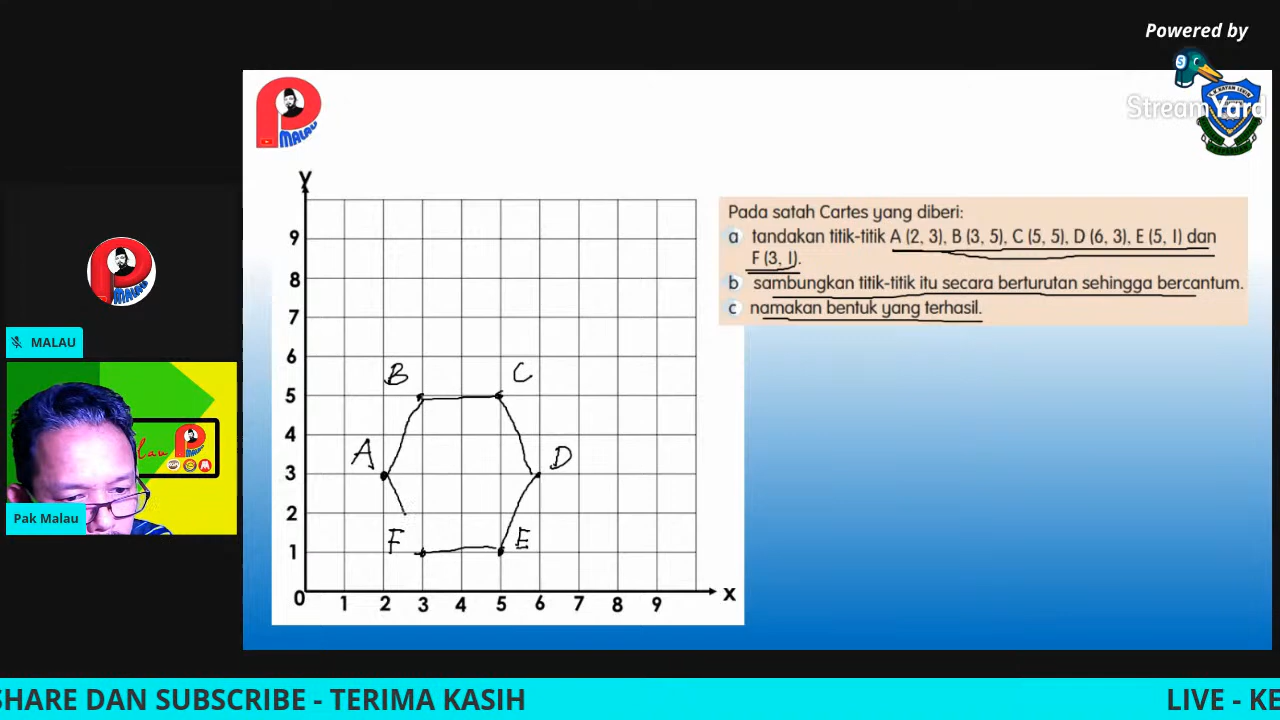 Powered by
StreamYard
S
P
MALAU
Y
Pada satah Cartes yang diberi:
a tandakan titik-titik A (2, 3), B (3, 5), C (5, 5), D (6, 3), E (5, 1) dan
F (3, 1).
b sambungkan titik-titik itu secara berturutan sehingga bercantum.
c namakan bentuk yang terhasil.
9
8
7
6
5
4
3
2
1
0 1 2 3 4 5 6 7 8 9 x
B C
A D
F E
MALAU
Pak Malau
SHARE DAN SUBSCRIBE - TERIMA KASIH
LIVE - KE